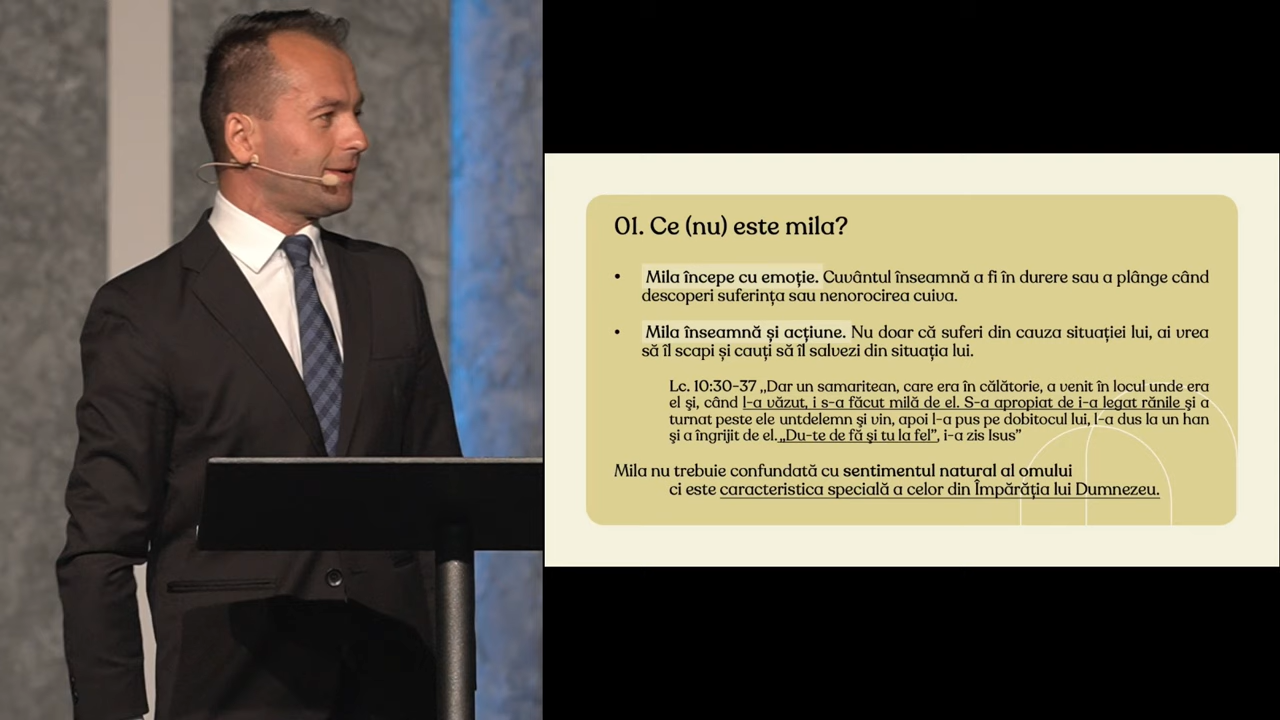 01. Ce (nu) este mila?
• Mila începe cu emoție. Cuvântul înseamnă a fi în durere sau a plânge când
descoperi suferința sau nenorocirea cuiva.
• Mila înseamnă și acțiune. Nu doar că suferi din cauza situației lui, ai vrea
să îl scapi și cauți să îl salvezi din situația lui.
Lc. 10:30-37 „Dar un samaritean, care era în călătorie, a venit în locul unde era
el şi, când l-a văzut, i s-a făcut milă de el. S-a apropiat de i-a legat rănile şi a
turnat peste ele untdelemn şi vin, apoi l-a pus pe dobitocul lui, l-a dus la un han
şi a îngrijit de el. „Du-te de fă şi tu la fel”, i-a zis Isus”
Mila nu trebuie confundată cu sentimentul natural al omului
ci este caracteristica specială a celor din Împărăția lui Dumnezeu.